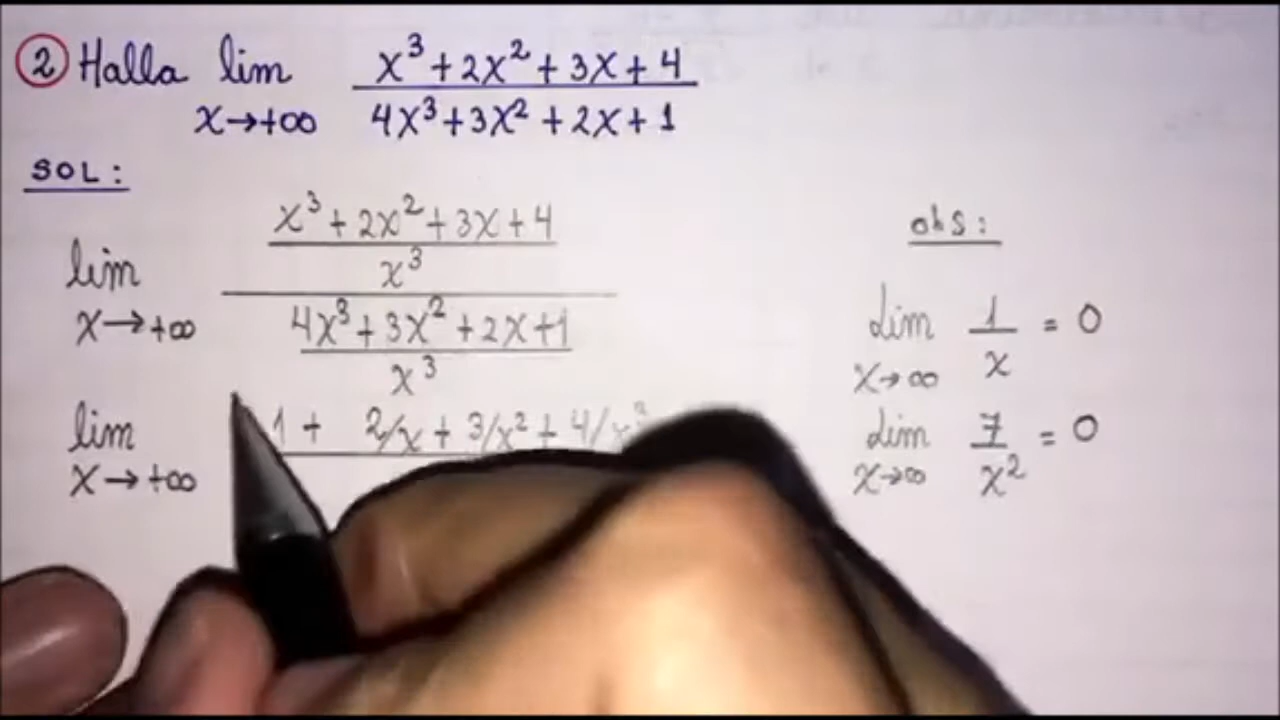 ② Halla lim x³ + 2x² + 3x + 4
x→+∞ 4x³ + 3x² + 2x + 1
SOL:
x³ + 2x² + 3x + 4
lim x³
x→+∞ 4x³ + 3x² + 2x + 1
x³
lim 1 + 2/x + 3/x² + 4/x³
x→+∞
obs:
Lim 1 = 0
x→∞ x
Lim 7 = 0
x→∞ x²